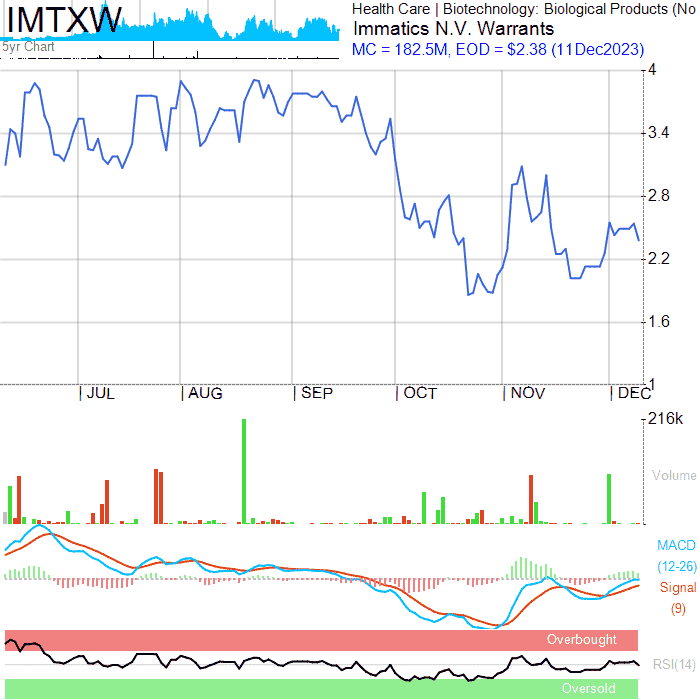 IMTXW
5yr Chart
Health Care | Biotechnology: Biological Products (No
Immatics N.V. Warrants
MC = 182.5M, EOD = $2.38 (11Dec2023)
4
3.4
2.8
2.2
1.6
1
JUL
AUG
SEP
OCT
NOV
DEC
216k
Volume
MACD
(12-26)
Signal
(9)
Overbought
RSI(14)
Oversold